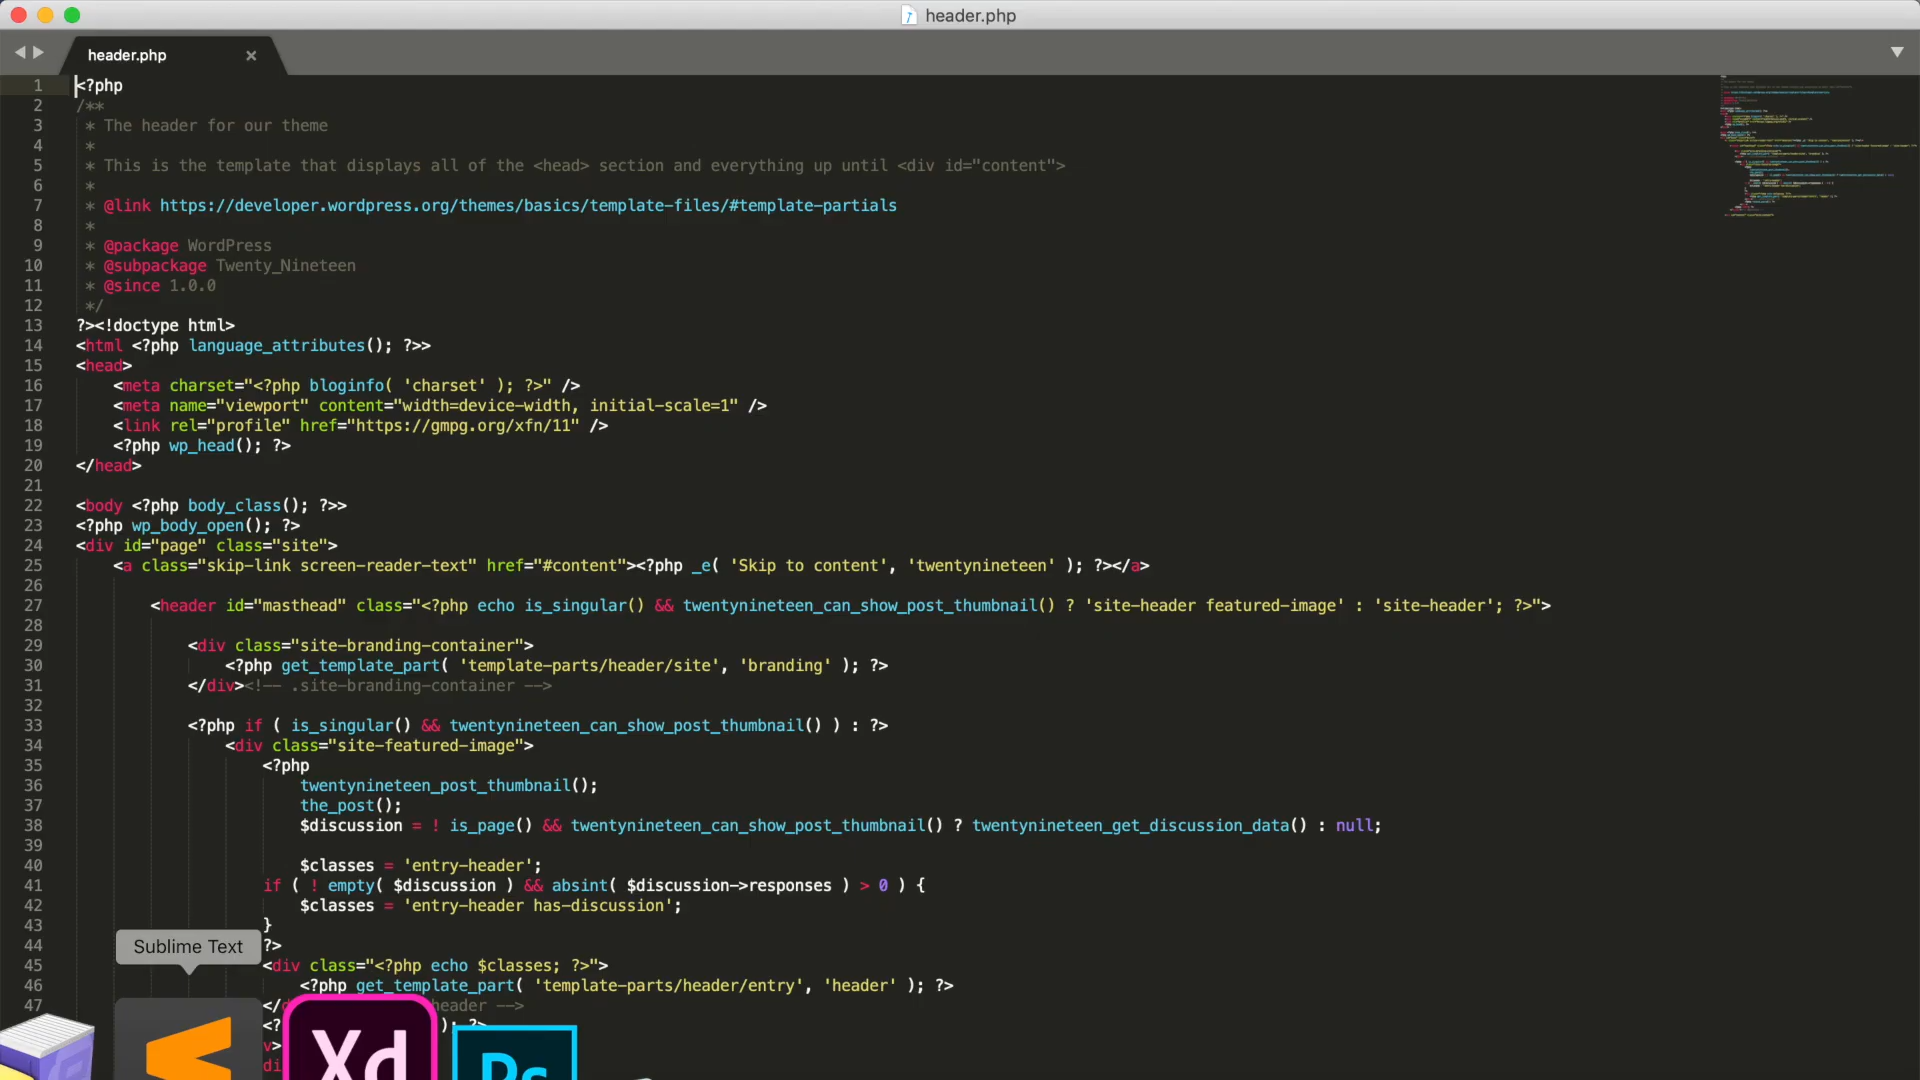 header.php
header.php ×
1 <?php
2 /**
3 * The header for our theme
4 *
5 * This is the template that displays all of the <head> section and everything up until <div id="content">
6 *
7 * @link https://developer.wordpress.org/themes/basics/template-files/#template-partials
8 *
9 * @package WordPress
10 * @subpackage Twenty_Nineteen
11 * @since 1.0.0
12 */
13 ?><!doctype html>
14 <html <?php language_attributes(); ?>>
15 <head>
16 <meta charset="<?php bloginfo( 'charset' ); ?>" />
17 <meta name="viewport" content="width=device-width, initial-scale=1" />
18 <link rel="profile" href="https://gmpg.org/xfn/11" />
19 <?php wp_head(); ?>
20 </head>
21
22 <body <?php body_class(); ?>>
23 <?php wp_body_open(); ?>
24 <div id="page" class="site">
25 <a class="skip-link screen-reader-text" href="#content"><?php _e( 'Skip to content', 'twentynineteen' ); ?></a>
26
27 <header id="masthead" class="<?php echo is_singular() && twentynineteen_can_show_post_thumbnail() ? 'site-header featured-image' : 'site-header'; ?>">
28
29 <div class="site-branding-container">
30 <?php get_template_part( 'template-parts/header/site', 'branding' ); ?>
31 </div><!-- .site-branding-container -->
32
33 <?php if ( is_singular() && twentynineteen_can_show_post_thumbnail() ) : ?>
34 <div class="site-featured-image">
35 <?php
36 twentynineteen_post_thumbnail();
37 the_post();
38 $discussion = ! is_page() && twentynineteen_can_show_post_thumbnail() ? twentynineteen_get_discussion_data() : null;
39
40 $classes = 'entry-header';
41 if ( ! empty( $discussion ) && absint( $discussion->responses ) > 0 ) {
42 $classes = 'entry-header has-discussion';
43 }
44 ?>
Sublime Text
45 <div class="<?php echo $classes; ?>">
46 <?php get_template_part( 'template-parts/header/entry', 'header' ); ?>
47 </ header -->
<? ); ?>
v>
di
Xd
Ps